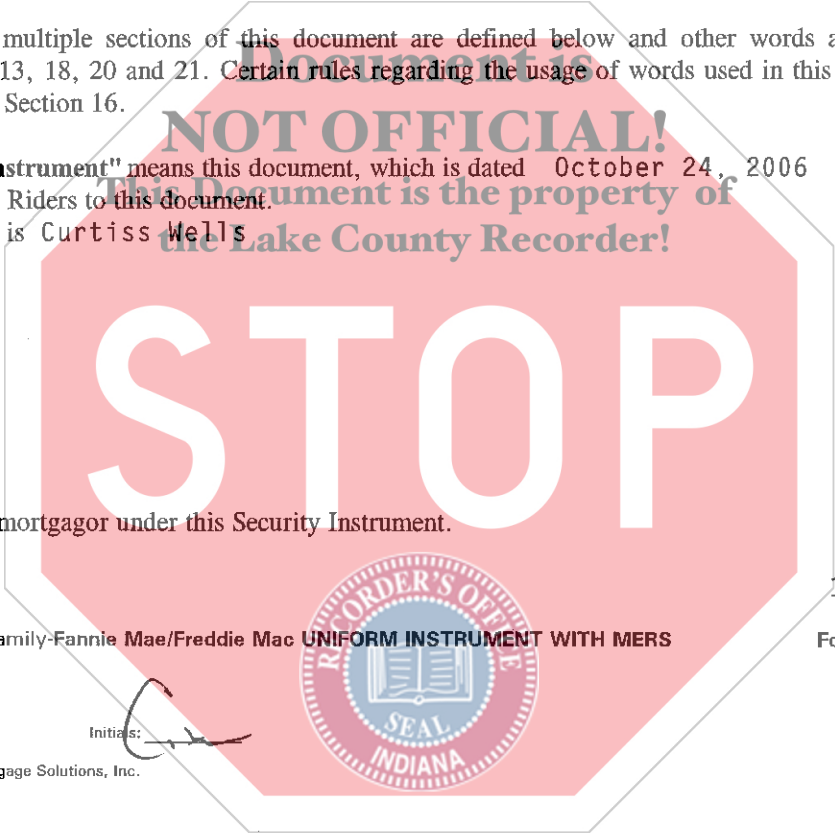 multiple sections of this document are defined below and other words
Document is
13, 18, 20 and 21. Certain rules regarding the usage of words used in this
Section 16.
NOT OFFICIAL!
strument" means this document, which is dated October 24, 2006
This Document is the property of
Riders to this document.
is Curtiss Wells
the Lake County Recorder!
STOP
mortgagor under this Security Instrument.
RECORDER'S OFFICE
SEAL
INDIANA
amily-Fannie Mae/Freddie Mac UNIFORM INSTRUMENT WITH MERS
Initials:
gage Solutions, Inc.